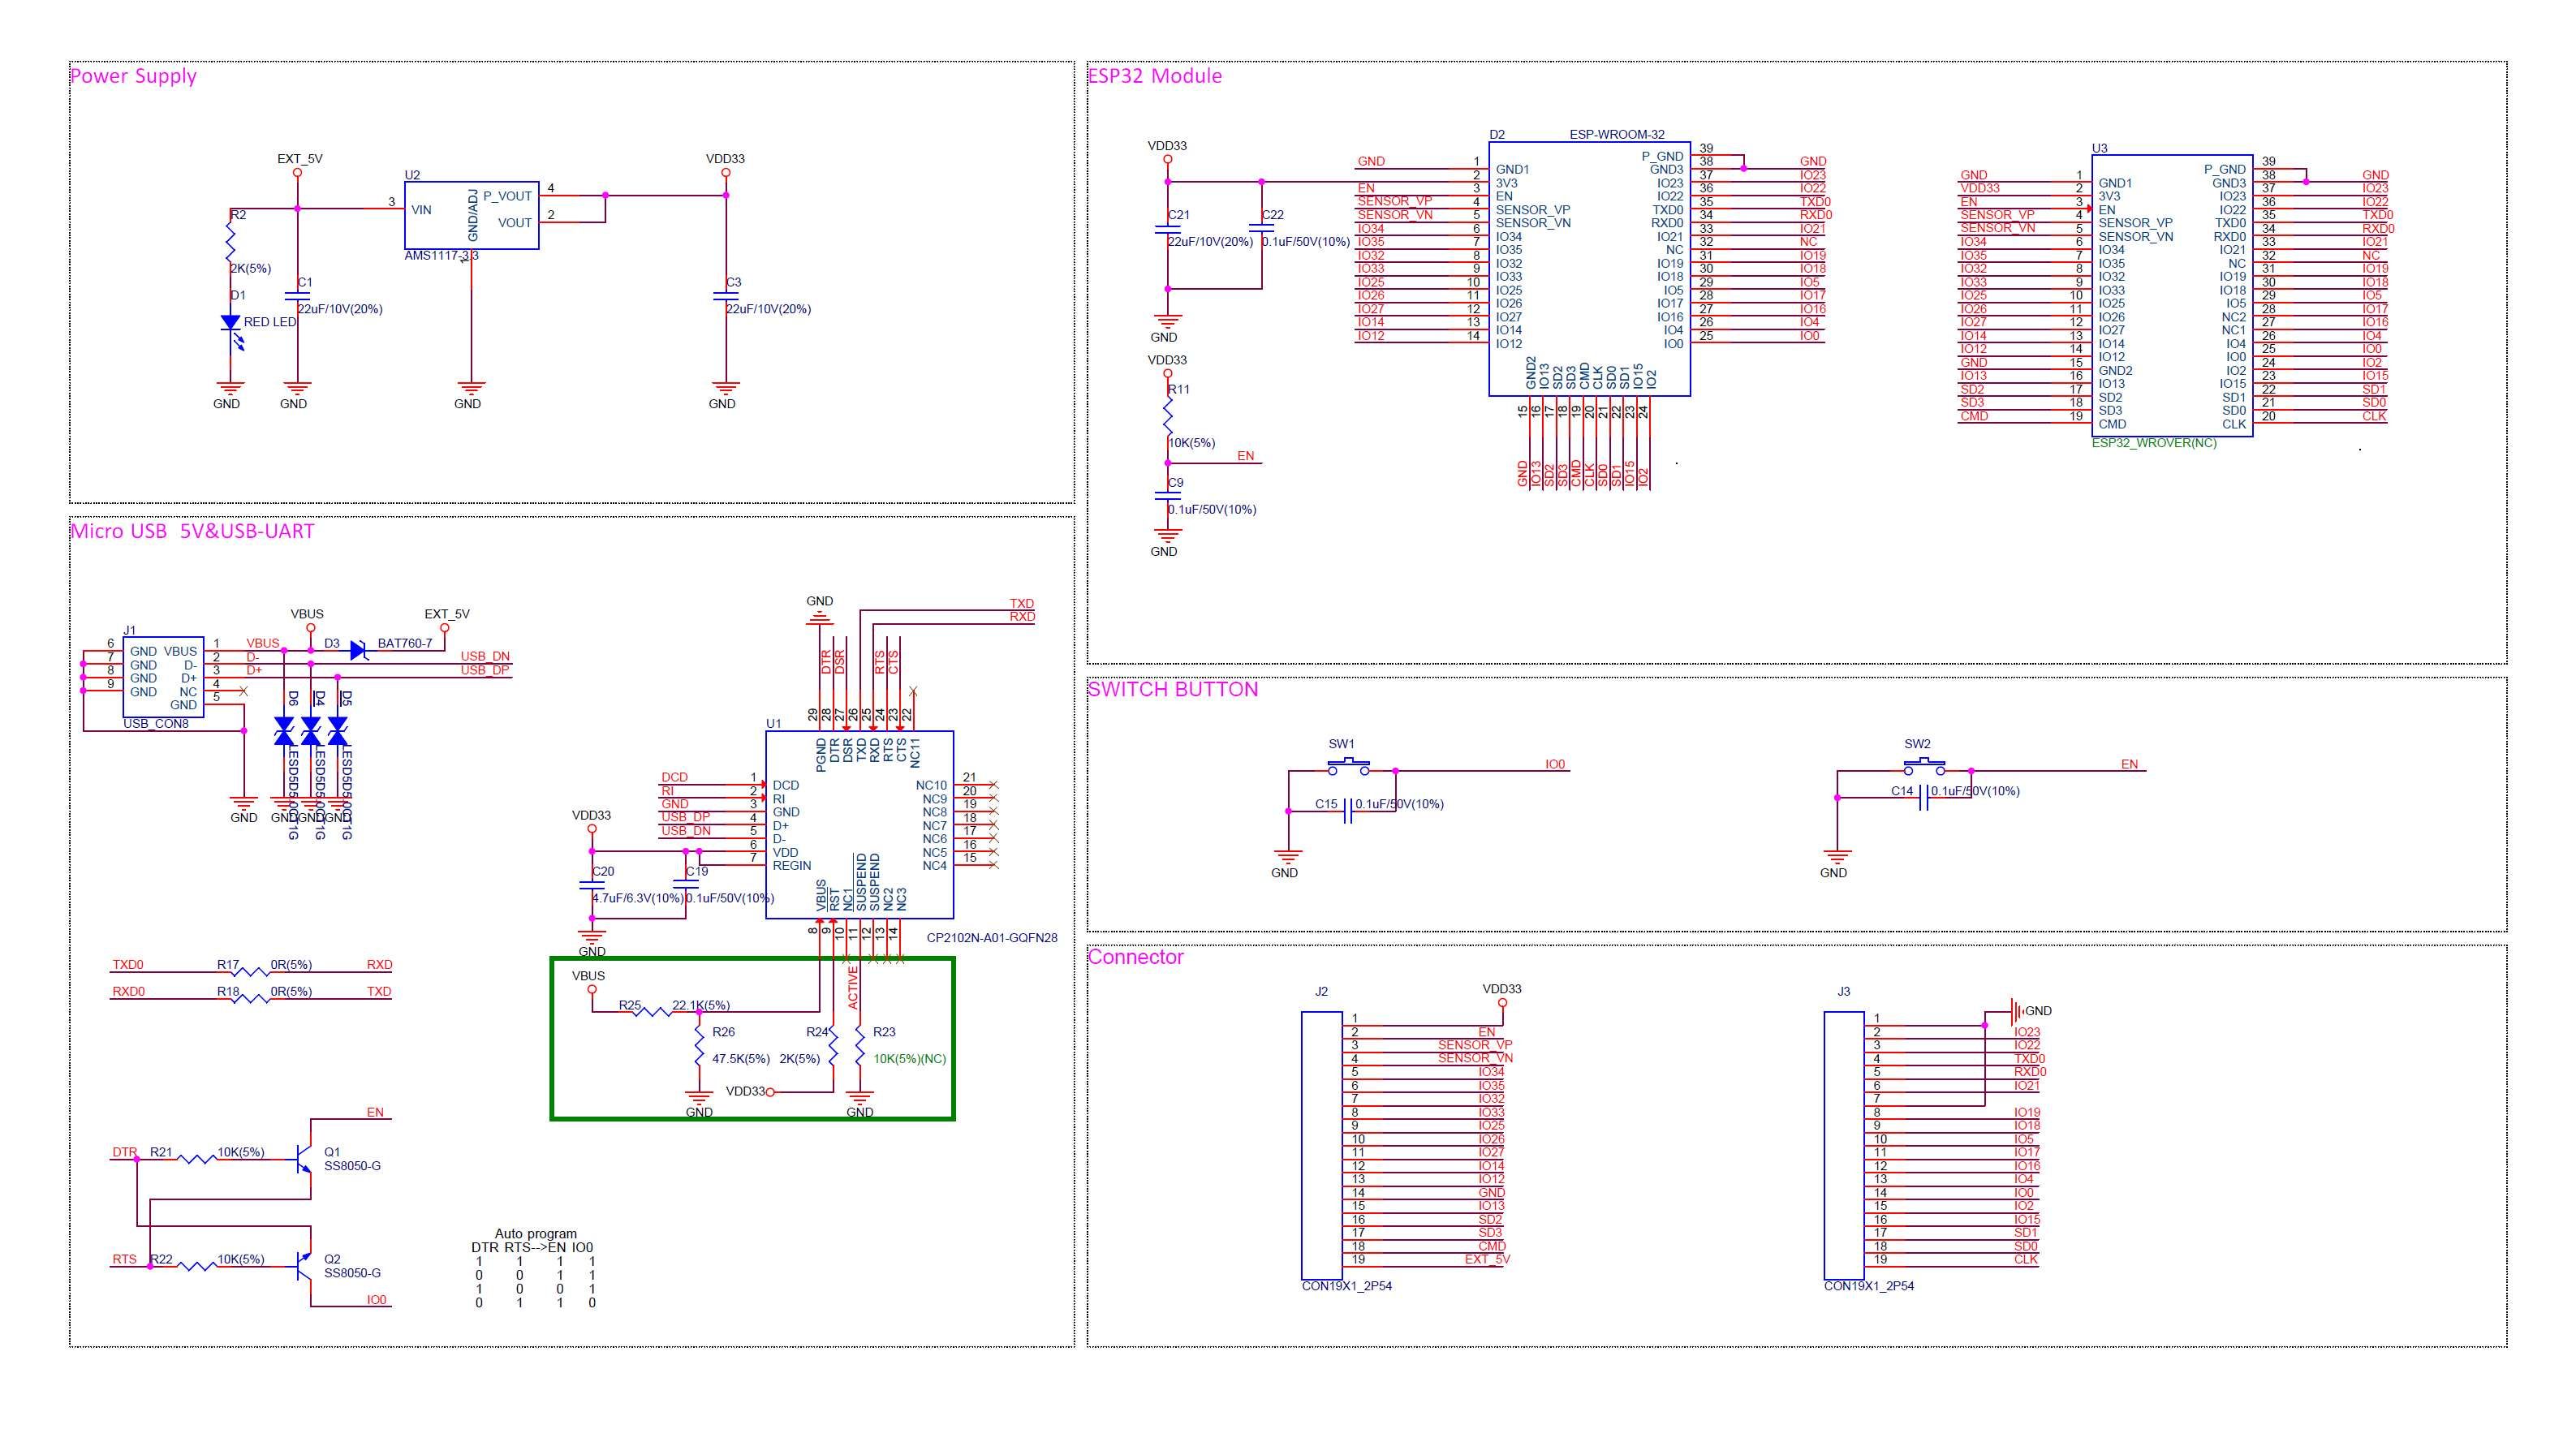 Power Supply
EXT_5V
VDD33
U2
3
VIN
GND/ADJ
P_VOUT
4
VOUT
2
AMS1117-3.3
1
R2
2K(5%)
D1
RED LED
C1
22uF/10V(20%)
C3
22uF/10V(20%)
GND
GND
GND
GND
Micro USB 5V&USB-UART
J1
6 GND VBUS 1 VBUS
7 GND D- 2 D-
8 GND D+ 3 D+
9 GND NC 4
GND 5
USB_CON8
VBUS
D3
BAT760-7
EXT_5V
USB_DN
USB_DP
D6
D4
D5
LESD5D5.0CT1G
LESD5D5.0CT1G
LESD5D5.0CT1G
GND
GND
GND
GND
GND
TXD
RXD
DTR
DSR
RTS
CTS
29
28
27
26
25
24
23
22
U1
PGND
DTR
DSR
TXD
RXD
RTS
CTS
NC11
DCD 1 DCD
RI 2 RI
GND 3 GND
USB_DP 4 D+
USB_DN 5 D-
6 VDD
7 REGIN
NC10 21
NC9 20
NC8 19
NC7 18
NC6 17
NC5 16
NC4 15
VBUS
RST
NC1
SUSPEND
SUSPEND
NC2
NC3
8
9
10
11
12
13
14
CP2102N-A01-GQFN28
VDD33
C20
4.7uF/6.3V(10%)
C19
0.1uF/50V(10%)
GND
VBUS
R25
22.1K(5%)
ACTIVE
R26
47.5K(5%)
R24
2K(5%)
R23
10K(5%)(NC)
VDD33
GND
GND
TXD0 R17 0R(5%) RXD
RXD0 R18 0R(5%) TXD
EN
DTR R21 10K(5%)
Q1
SS8050-G
RTS R22 10K(5%)
Q2
SS8050-G
IO0
Auto program
DTR RTS-->EN IO0
1 1 1 1
0 0 1 1
1 0 0 1
0 1 1 0
ESP32 Module
VDD33
C21
22uF/10V(20%)
C22
0.1uF/50V(10%)
GND
VDD33
R11
10K(5%)
EN
C9
0.1uF/50V(10%)
GND
D2
ESP-WROOM-32
GND 1 GND1
2 3V3
EN 3 EN
SENSOR_VP 4 SENSOR_VP
SENSOR_VN 5 SENSOR_VN
IO34 6 IO34
IO35 7 IO35
IO32 8 IO32
IO33 9 IO33
IO25 10 IO25
IO26 11 IO26
IO27 12 IO27
IO14 13 IO14
IO12 14 IO12
P_GND 39
GND3 38 GND
IO23 37 IO23
IO22 36 IO22
TXD0 35 TXD0
RXD0 34 RXD0
IO21 33 IO21
NC 32 NC
IO19 31 IO19
IO18 30 IO18
IO5 29 IO5
IO17 28 IO17
IO16 27 IO16
IO4 26 IO4
IO0 25 IO0
GND2 15 GND
IO13 16 IO13
SD2 17 SD2
SD3 18 SD3
CMD 19 CMD
CLK 20 CLK
SD0 21 SD0
SD1 22 SD1
IO15 23 IO15
IO2 24 IO2
U3
GND 1 GND1
VDD33 2 3V3
EN 3 EN
SENSOR_VP 4 SENSOR_VP
SENSOR_VN 5 SENSOR_VN
IO34 6 IO34
IO35 7 IO35
IO32 8 IO32
IO33 9 IO33
IO25 10 IO25
IO26 11 IO26
IO27 12 IO27
IO14 13 IO14
IO12 14 IO12
GND 15 GND2
IO13 16 IO13
SD2 17 SD2
SD3 18 SD3
CMD 19 CMD
P_GND 39
GND3 38 GND
IO23 37 IO23
IO22 36 IO22
TXD0 35 TXD0
RXD0 34 RXD0
IO21 33 IO21
NC 32 NC
IO19 31 IO19
IO18 30 IO18
IO5 29 IO5
NC2 28 IO17
NC1 27 IO16
IO4 26 IO4
IO0 25 IO0
IO2 24 IO2
IO15 23 IO15
SD1 22 SD1
SD0 21 SD0
CLK 20 CLK
ESP32_WROVER(NC)
SWITCH BUTTON
SW1
IO0
C15
0.1uF/50V(10%)
GND
SW2
EN
C14
0.1uF/50V(10%)
GND
Connector
J2
VDD33
1
2 EN
3 SENSOR_VP
4 SENSOR_VN
5 IO34
6 IO35
7 IO32
8 IO33
9 IO25
10 IO26
11 IO27
12 IO14
13 IO12
14 GND
15 IO13
16 SD2
17 SD3
18 CMD
19 EXT_5V
CON19X1_2P54
J3
GND
1
2 IO23
3 IO22
4 TXD0
5 RXD0
6 IO21
7
8 IO19
9 IO18
10 IO5
11 IO17
12 IO16
13 IO4
14 IO0
15 IO2
16 IO15
17 SD1
18 SD0
19 CLK
CON19X1_2P54